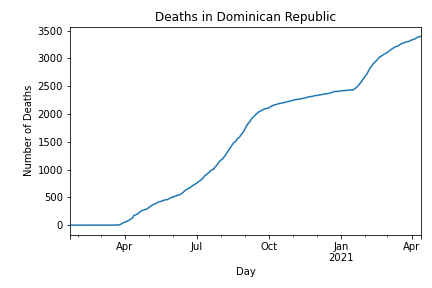 Deaths in Dominican Republic
3500
3000
2500
2000
1500
1000
500
0
Number of Deaths
Apr
Jul
Oct
Jan
2021
Apr
Day